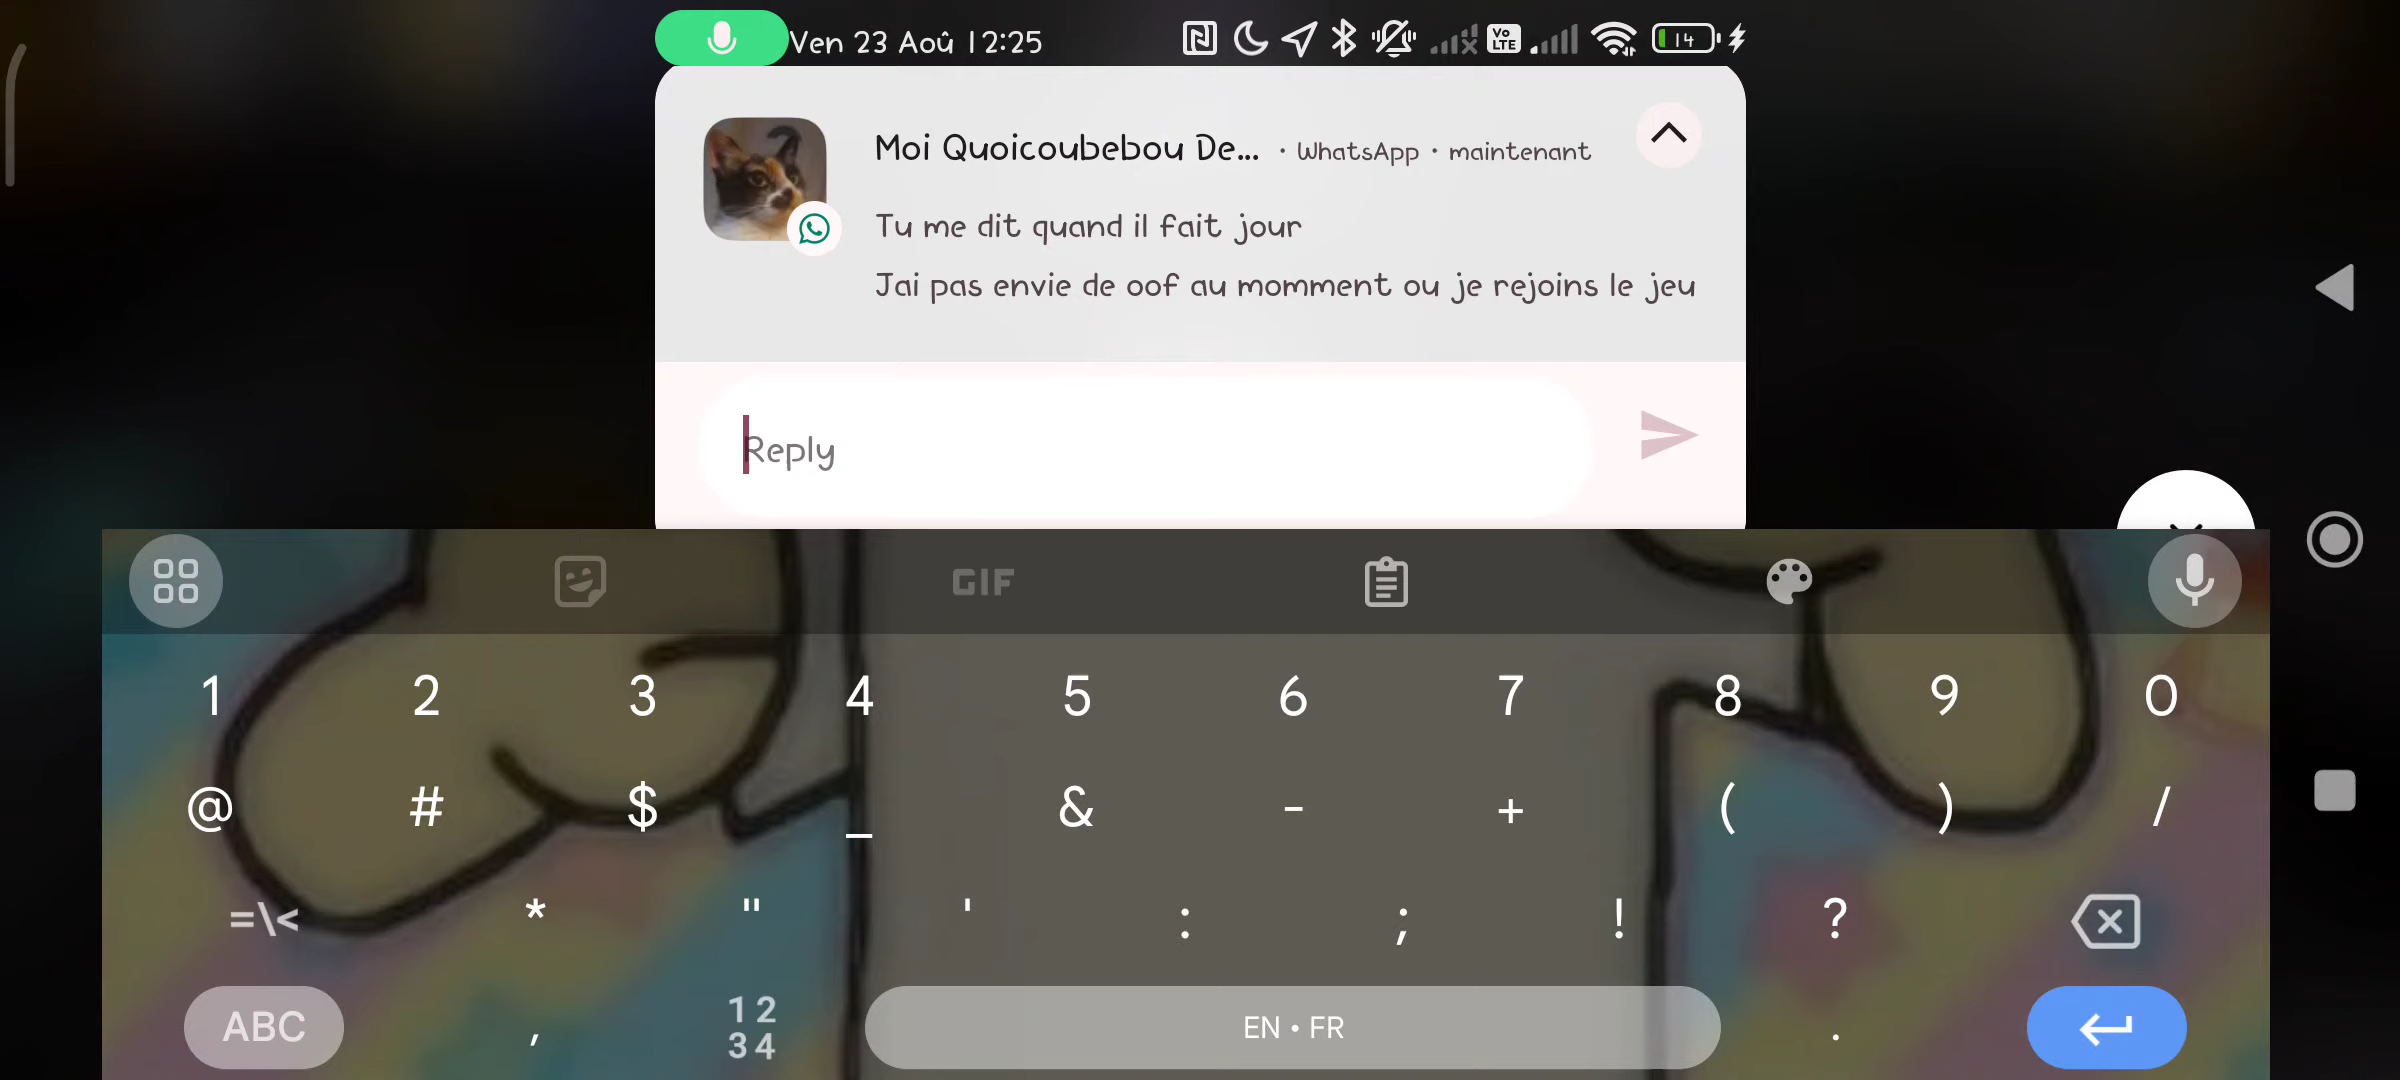 Ven 23 Aoû 12:25
Vo
LTE
14
Moi Quoicoubebou De... • WhatsApp • maintenant
Tu me dit quand il fait jour
Jai pas envie de oof au momment ou je rejoins le jeu
Reply
GIF
1 2 3 4 5 6 7 8 9 0
@ # $ _ & - + ( ) /
=\< * " ' : ; ! ?
ABC , 12 34 EN • FR .